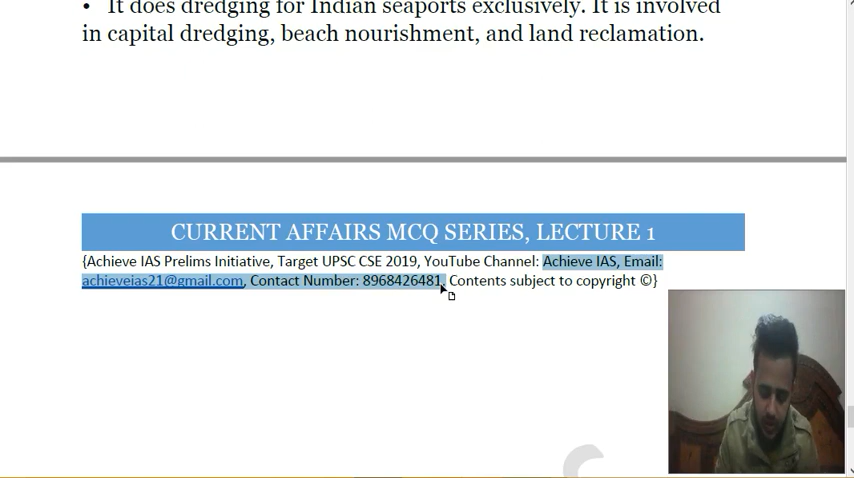 • It does dredging for Indian seaports exclusively. It is involved
in capital dredging, beach nourishment, and land reclamation.
CURRENT AFFAIRS MCQ SERIES, LECTURE 1
{Achieve IAS Prelims Initiative, Target UPSC CSE 2019, YouTube Channel: Achieve IAS, Email:
achieveias21@gmail.com, Contact Number: 8968426481, Contents subject to copyright ©}